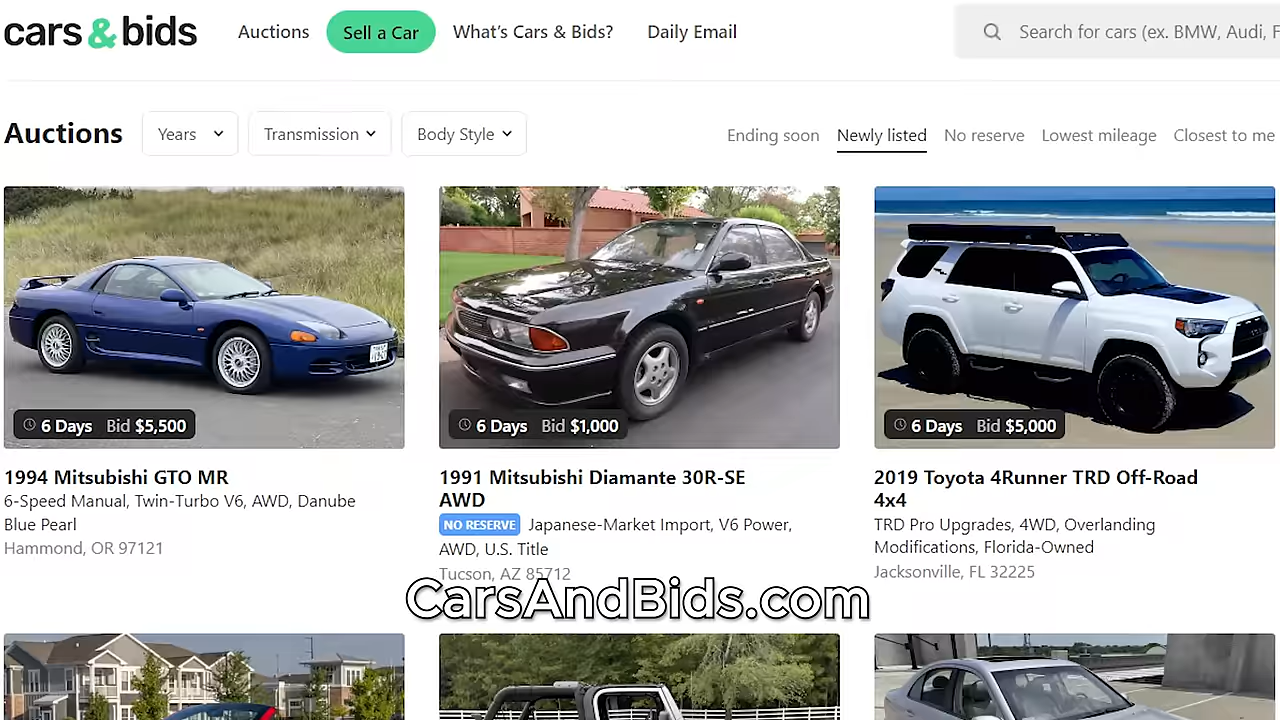 cars & bids
Auctions
Sell a Car
What's Cars & Bids?
Daily Email
Search for cars (ex. BMW, Audi, F
Auctions
Years
Transmission
Body Style
Ending soon
Newly listed
No reserve
Lowest mileage
Closest to me
6 Days Bid $5,500
6 Days Bid $1,000
6 Days Bid $5,000
1994 Mitsubishi GTO MR
6-Speed Manual, Twin-Turbo V6, AWD, Danube
Blue Pearl
Hammond, OR 97121
1991 Mitsubishi Diamante 30R-SE
AWD
NO RESERVE Japanese-Market Import, V6 Power,
AWD, U.S. Title
Tucson, AZ 85712
2019 Toyota 4Runner TRD Off-Road
4x4
TRD Pro Upgrades, 4WD, Overlanding
Modifications, Florida-Owned
Jacksonville, FL 32225
CarsAndBids.com